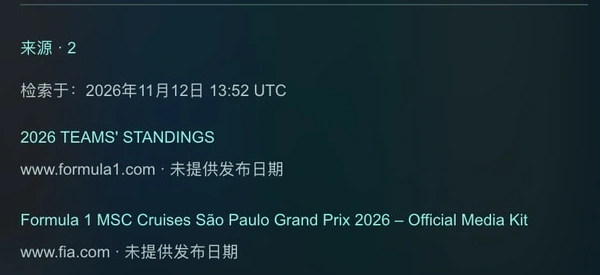 来源 · 2
检索于：2026年11月12日 13:52 UTC
2026 TEAMS' STANDINGS
www.formula1.com · 未提供发布日期
Formula 1 MSC Cruises São Paulo Grand Prix 2026 – Official Media Kit
www.fia.com · 未提供发布日期